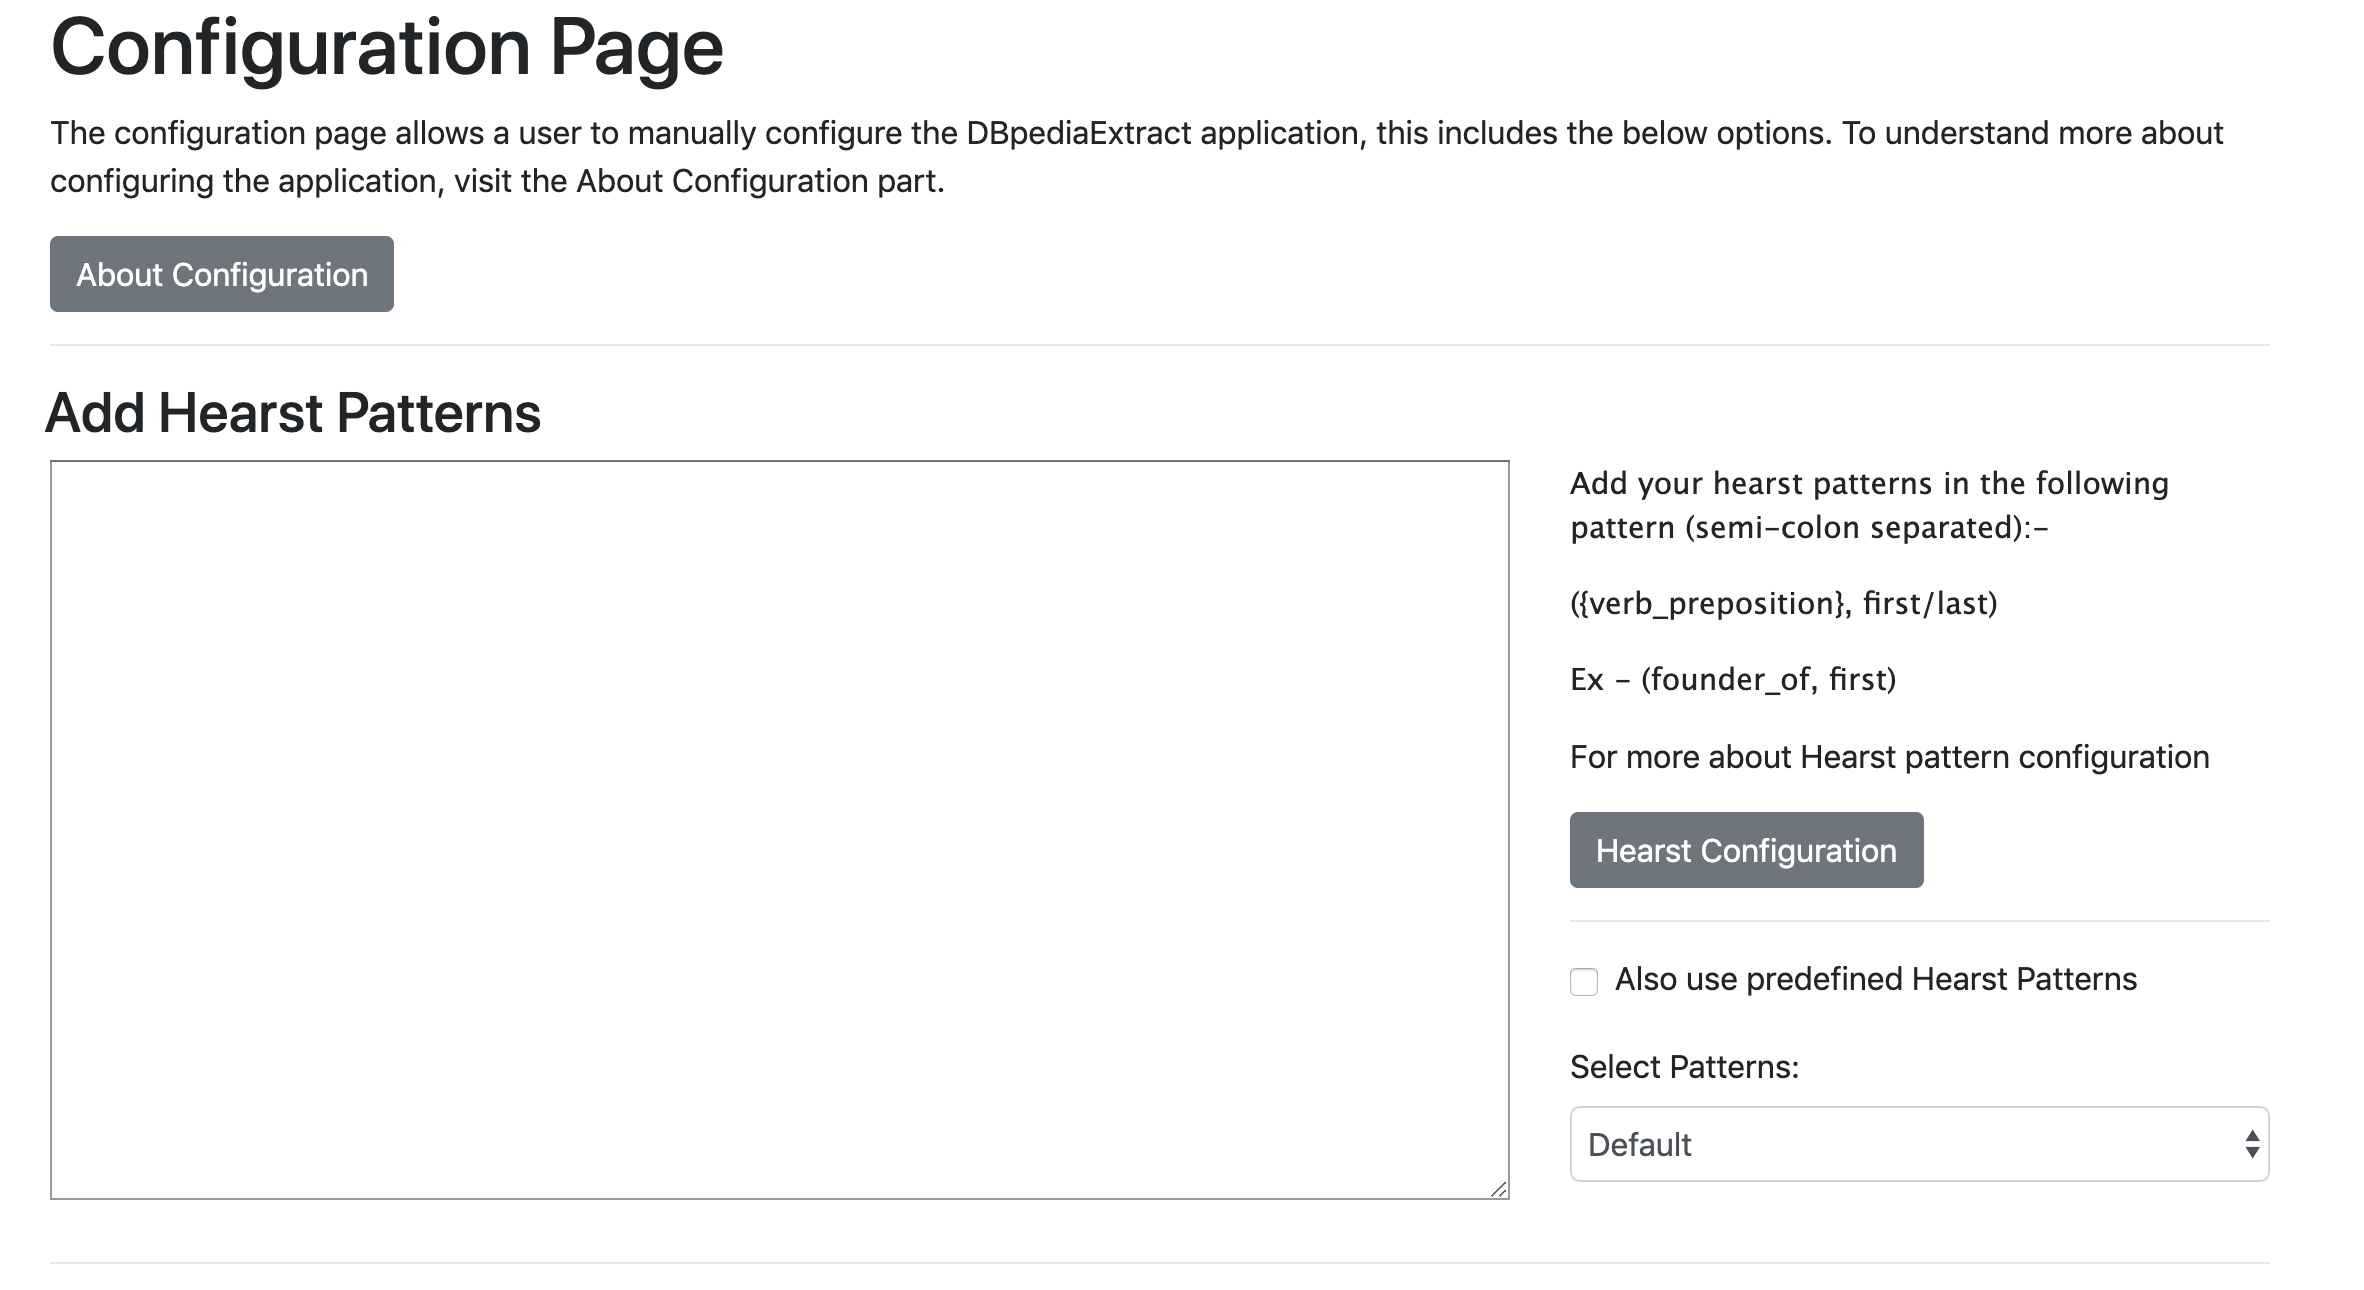 Configuration Page
The configuration page allows a user to manually configure the DBpediaExtract application, this includes the below options. To understand more about
configuring the application, visit the About Configuration part.
About Configuration
Add Hearst Patterns
Add your hearst patterns in the following
pattern (semi-colon separated):-
({verb_preposition}, first/last)
Ex - (founder_of, first)
For more about Hearst pattern configuration
Hearst Configuration
Also use predefined Hearst Patterns
Select Patterns:
Default